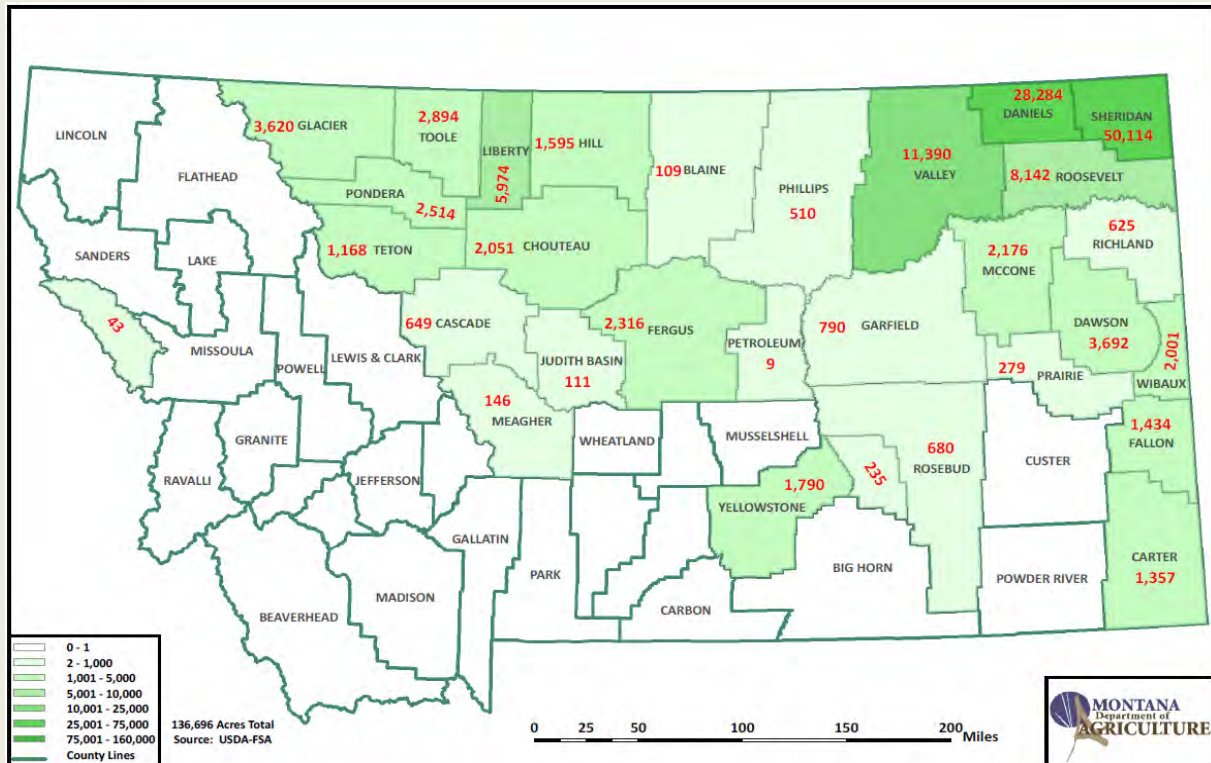 LINCOLN
FLATHEAD
3,620 GLACIER
2,894
TOOLE
LIBERTY
5,974
1,595 HILL
109 BLAINE
PHILLIPS
510
11,390
VALLEY
28,284
DANIELS
SHERIDAN
50,114
8,142 ROOSEVELT
PONDERA
2,514
1,168 TETON
2,051 CHOUTEAU
SANDERS
LAKE
43
MISSOULA
POWELL
LEWIS & CLARK
649 CASCADE
JUDITH BASIN
111
2,316 FERGUS
PETROLEUM
9
790 GARFIELD
2,176
MCCONE
625
RICHLAND
DAWSON
3,692
2,001
WIBAUX
279
PRAIRIE
146
MEAGHER
WHEATLAND
MUSSELSHELL
GRANITE
RAVALLI
JEFFERSON
1,790
YELLOWSTONE
235
680
ROSEBUD
CUSTER
1,434
FALLON
GALLATIN
PARK
BIG HORN
POWDER RIVER
CARTER
1,357
MADISON
BEAVERHEAD
CARBON
0 - 1
2 - 1,000
1,001 - 5,000
5,001 - 10,000
10,001 - 25,000
25,001 - 75,000
75,001 - 160,000
County Lines
136,696 Acres Total
Source: USDA-FSA
0 50 100 150 200
Miles
MONTANA
Department of
AGRICULTURE